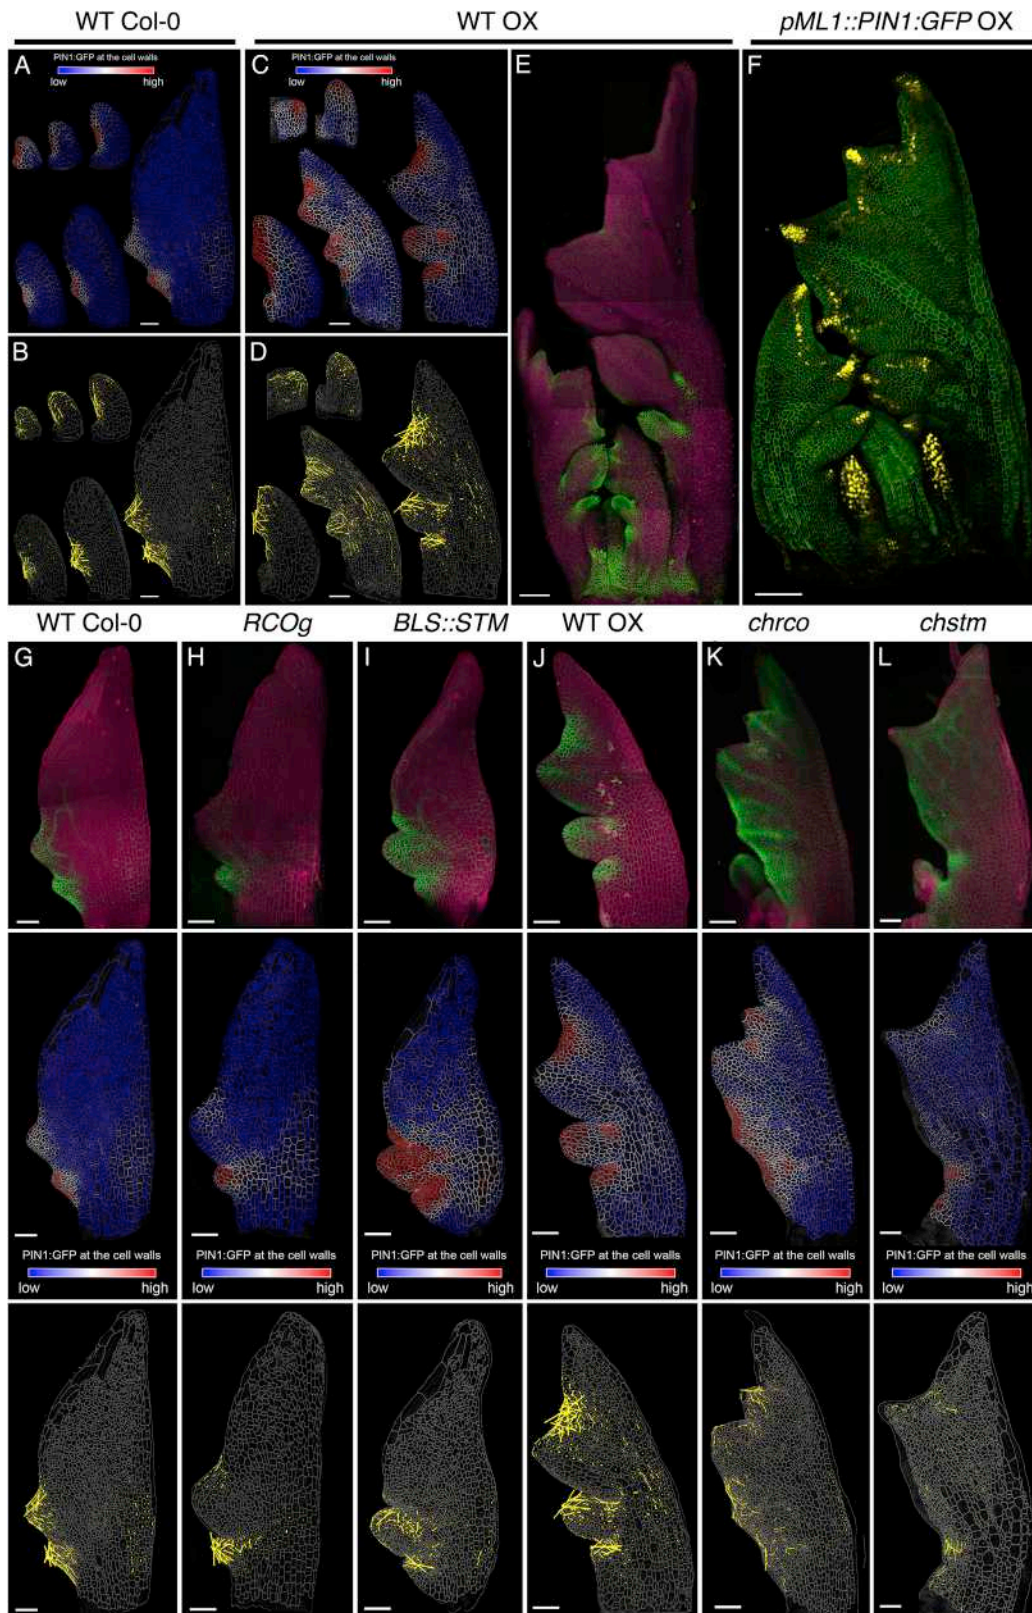 WT Col-0 WT OX pML1::PIN1:GFP OX
A PIN1:GFP at the cell walls C PIN1:GFP at the cell walls E F
low high low high
B D
WT Col-0 RCOg BLS::STM WT OX chrco chstm
G H I J K L
PIN1:GFP at the cell walls PIN1:GFP at the cell walls PIN1:GFP at the cell walls PIN1:GFP at the cell walls PIN1:GFP at the cell walls PIN1:GFP at the cell walls
low high low high low high low high low high low high